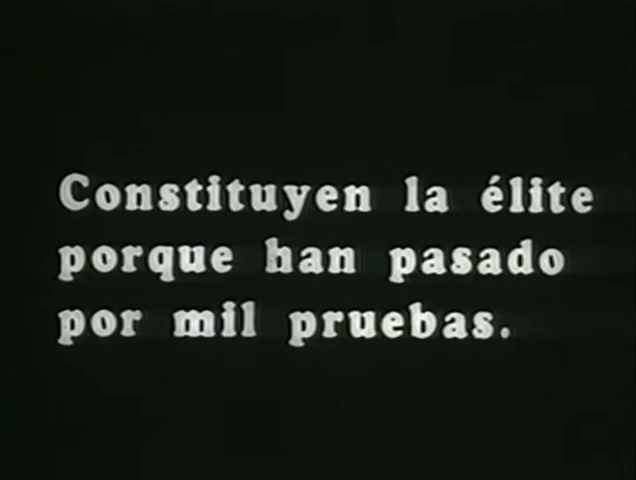 Constituyen la élite
porque han pasado
por mil pruebas.